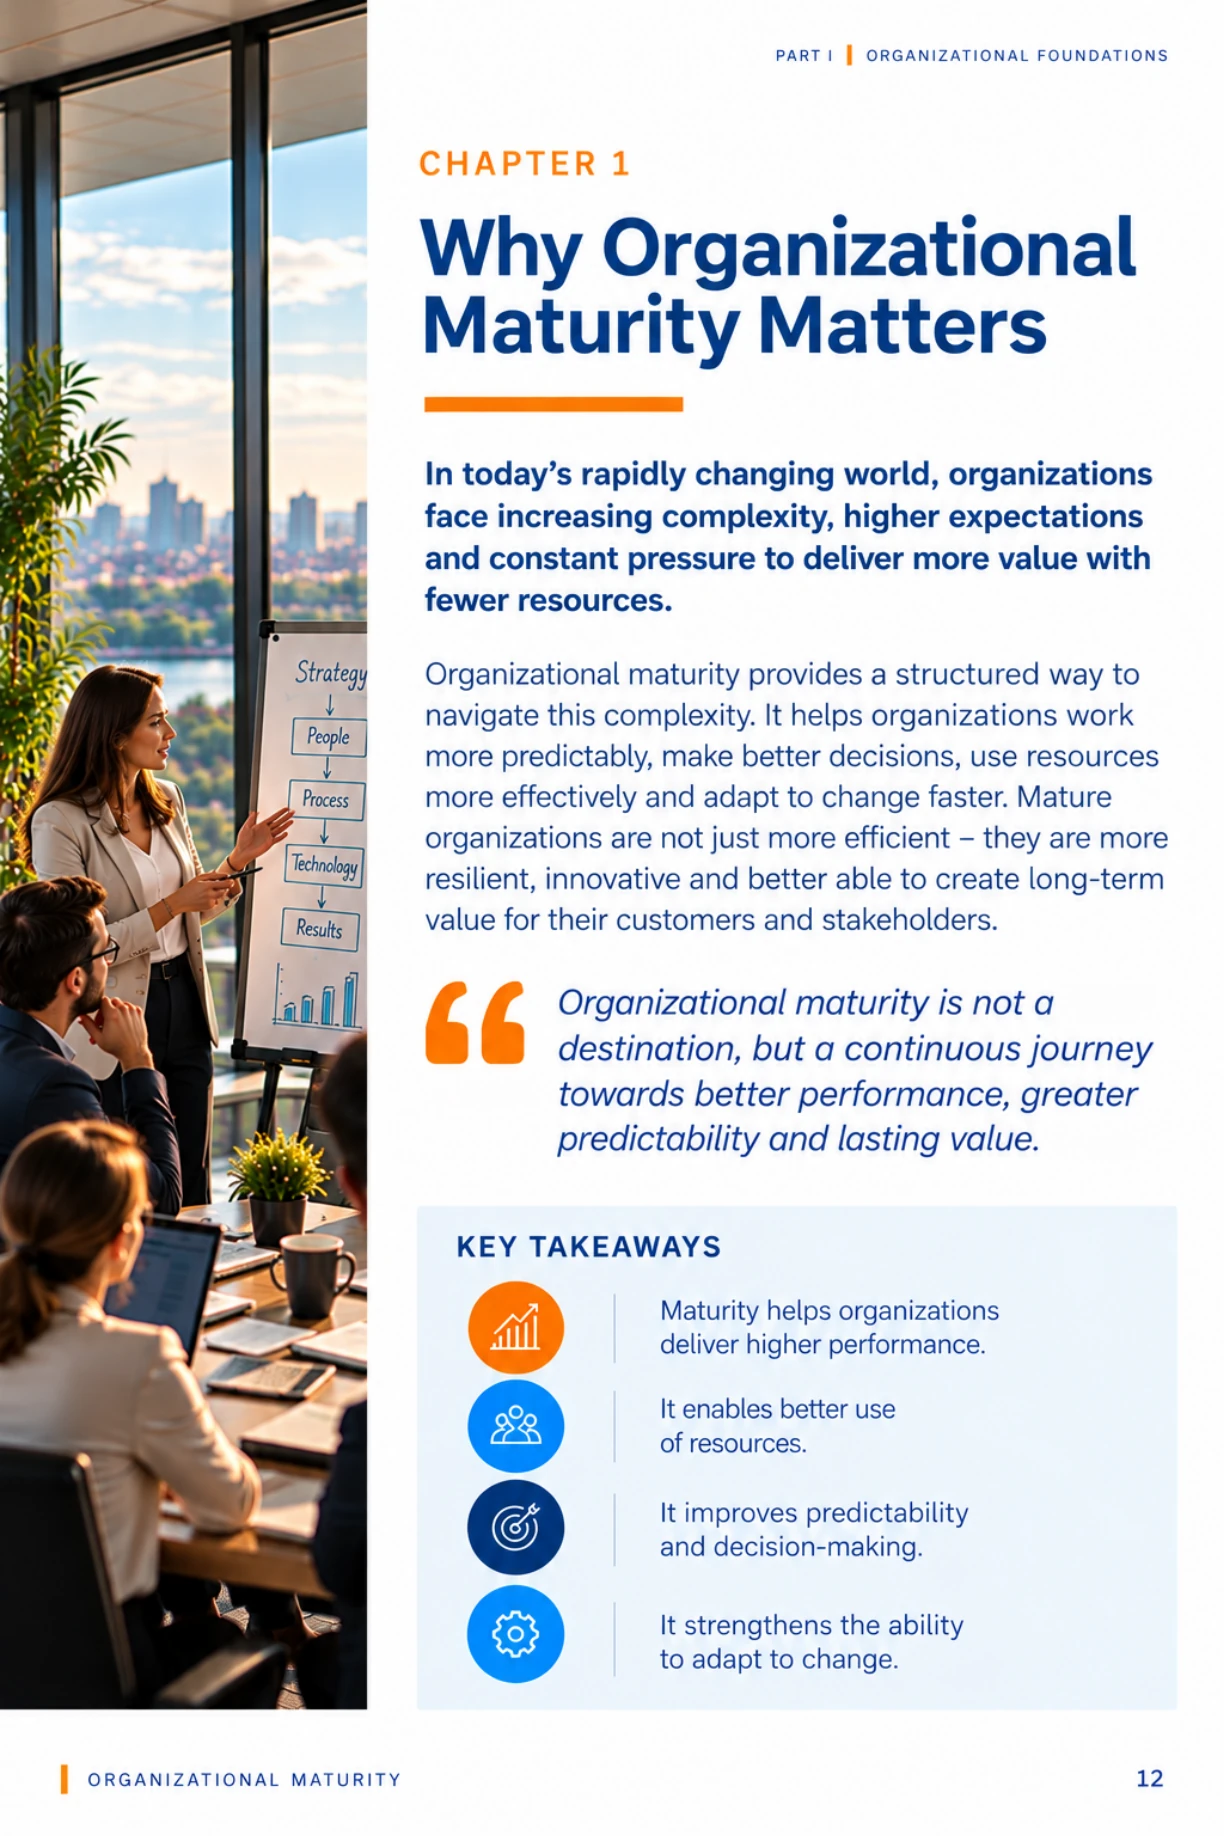 PART I | ORGANIZATIONAL FOUNDATIONS
CHAPTER 1
Why Organizational
Maturity Matters
In today’s rapidly changing world, organizations
face increasing complexity, higher expectations
and constant pressure to deliver more value with
fewer resources.
Organizational maturity provides a structured way to
navigate this complexity. It helps organizations work
more predictably, make better decisions, use resources
more effectively and adapt to change faster. Mature
organizations are not just more efficient – they are more
resilient, innovative and better able to create long-term
value for their customers and stakeholders.
“Organizational maturity is not a
destination, but a continuous journey
towards better performance, greater
predictability and lasting value.
KEY TAKEAWAYS
Maturity helps organizations
deliver higher performance.
It enables better use
of resources.
It improves predictability
and decision-making.
It strengthens the ability
to adapt to change.
Strategy
People
Process
Technology
Results
ORGANIZATIONAL MATURITY
12